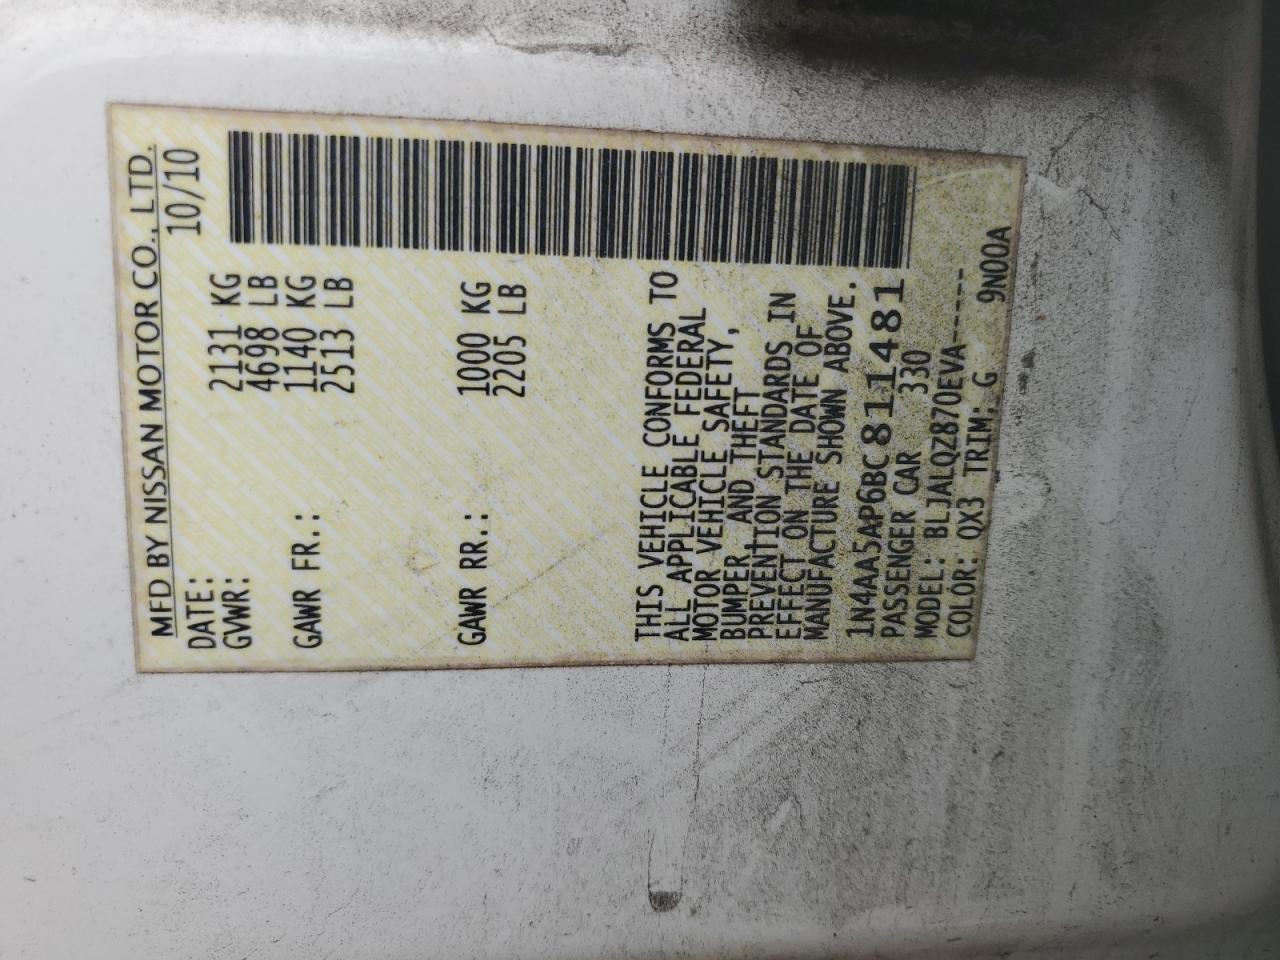 MFD BY NISSAN MOTOR CO., LTD.
DATE: 10/10
GVWR: 2131 KG
4698 LB
GAWR FR.: 1140 KG
2513 LB
GAWR RR.: 1000 KG
2205 LB
THIS VEHICLE CONFORMS TO
ALL APPLICABLE FEDERAL
MOTOR VEHICLE SAFETY,
BUMPER AND THEFT
PREVENTION STANDARDS IN
EFFECT ON THE DATE OF
MANUFACTURE SHOWN ABOVE.
1N4AA5AP6BC811481
PASSENGER CAR 330
MODEL: BLJALQZ870EVA-----
COLOR: QX3 TRIM: G 9N00A